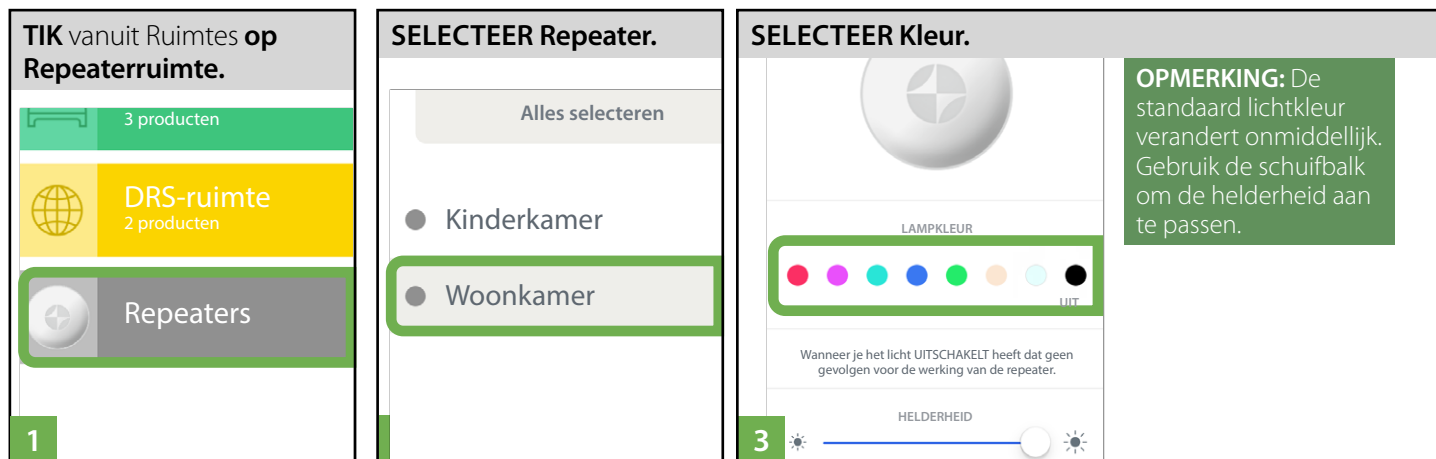 TIK vanuit Ruimtes op
Repeaterruimte.
3 producten
DRS-ruimte
2 producten
Repeaters
1
SELECTEER Repeater.
Alles selecteren
Kinderkamer
Woonkamer
SELECTEER Kleur.
LAMPKLEUR
UIT
Wanneer je het licht UITSCHAKELT heeft dat geen
gevolgen voor de werking van de repeater.
HELDERHEID
3
OPMERKING: De
standaard lichtkleur
verandert onmiddellijk.
Gebruik de schuifbalk
om de helderheid aan
te passen.